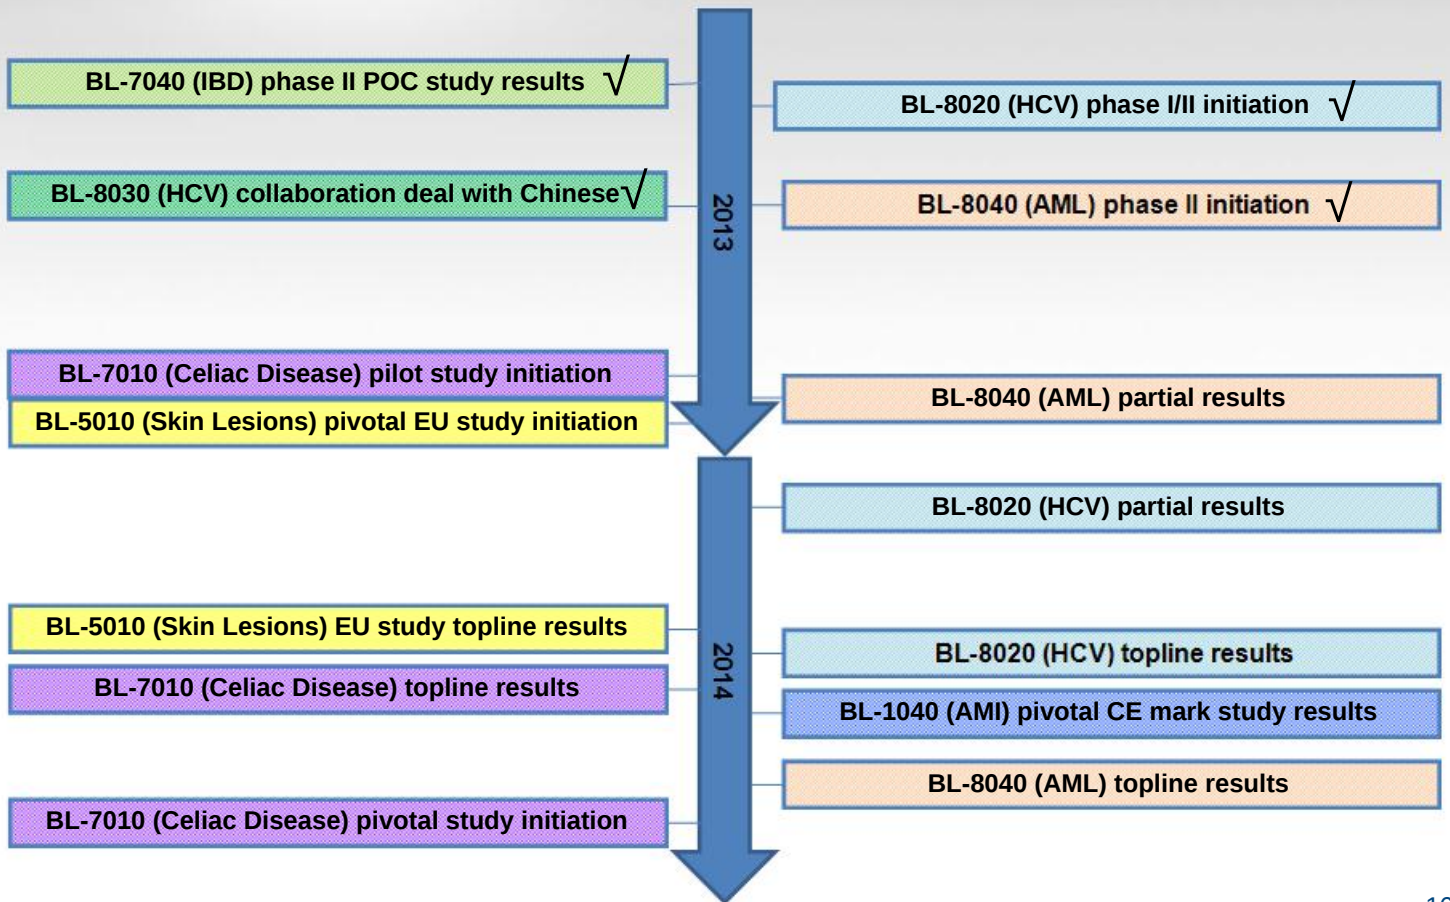 BL-7040 (IBD) phase II POC study results √
BL-8020 (HCV) phase I/II initiation √
BL-8030 (HCV) collaboration deal with Chinese √
BL-8040 (AML) phase II initiation √
2013
BL-7010 (Celiac Disease) pilot study initiation
BL-8040 (AML) partial results
BL-5010 (Skin Lesions) pivotal EU study initiation
BL-8020 (HCV) partial results
BL-5010 (Skin Lesions) EU study topline results
BL-8020 (HCV) topline results
2014
BL-7010 (Celiac Disease) topline results
BL-1040 (AMI) pivotal CE mark study results
BL-8040 (AML) topline results
BL-7010 (Celiac Disease) pivotal study initiation